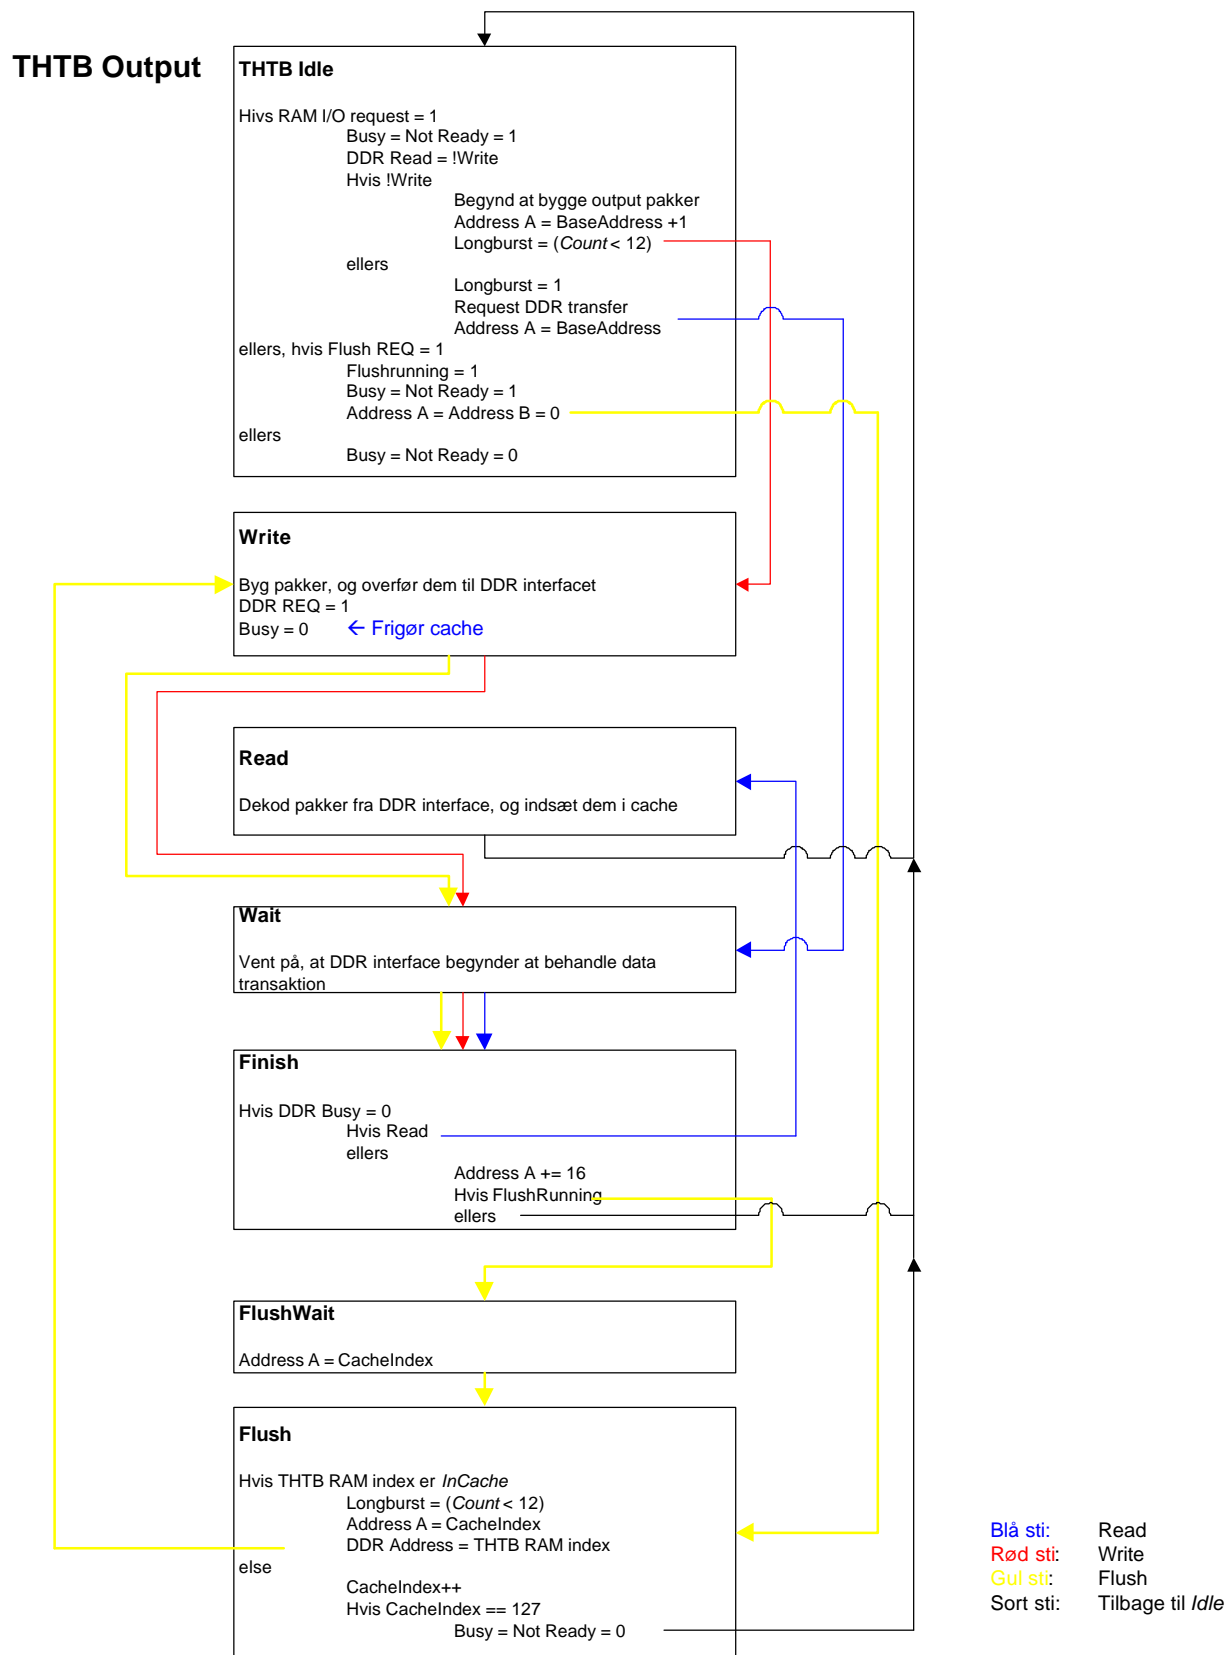 THTB Output
THTB Idle
Hivs RAM I/O request = 1
Busy = Not Ready = 1
DDR Read = !Write
Hvis !Write
Begynd at bygge output pakker
Address A = BaseAddress +1
Longburst = (Count < 12)
ellers
Longburst = 1
Request DDR transfer
Address A = BaseAddress
ellers, hvis Flush REQ = 1
Flushrunning = 1
Busy = Not Ready = 1
Address A = Address B = 0
ellers
Busy = Not Ready = 0
Write
Byg pakker, og overfør dem til DDR interfacet
DDR REQ = 1
Busy = 0 ← Frigør cache
Read
Dekod pakker fra DDR interface, og indsæt dem i cache
Wait
Vent på, at DDR interface begynder at behandle data
transaktion
Finish
Hvis DDR Busy = 0
Hvis Read
ellers
Address A += 16
Hvis FlushRunning
ellers
FlushWait
Address A = CacheIndex
Flush
Hvis THTB RAM index er InCache
Longburst = (Count < 12)
Address A = CacheIndex
DDR Address = THTB RAM index
else
CacheIndex++
Hvis CacheIndex == 127
Busy = Not Ready = 0
Blå sti: Read
Rød sti: Write
Gul sti: Flush
Sort sti: Tilbage til Idle